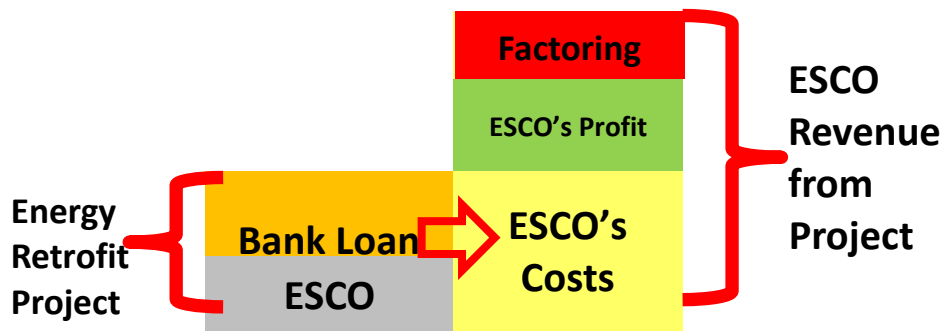 Energy
Retrofit
Project
Bank Loan
ESCO
Factoring
ESCO’s Profit
ESCO’s
Costs
ESCO
Revenue
from
Project